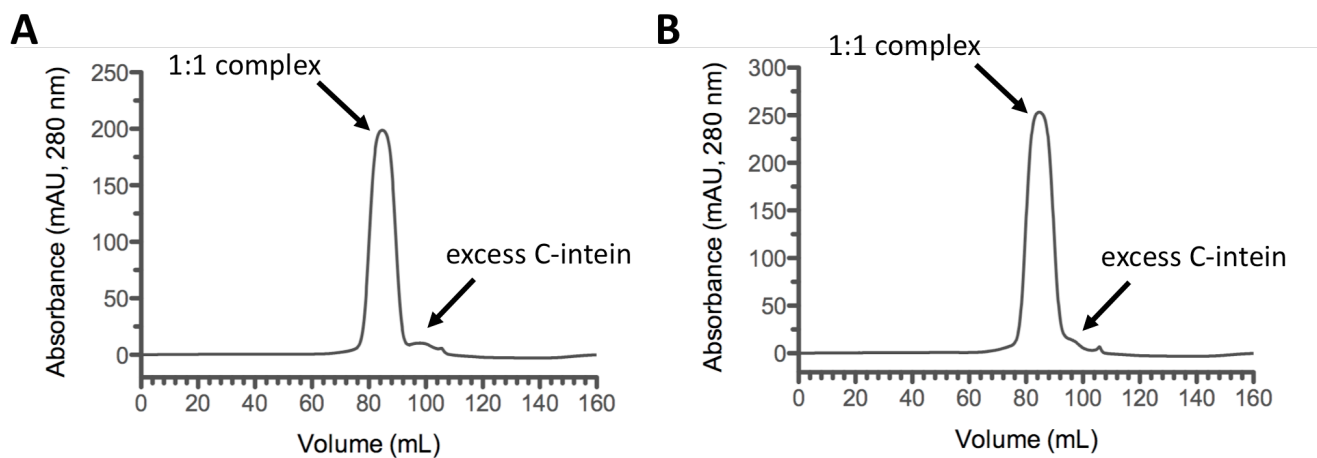 A
1:1 complex
250
200
150
100
50
0
Absorbance (mAU, 280 nm)
excess C-intein
0 20 40 60 80 100 120 140 160
Volume (mL)
B
1:1 complex
300
250
200
150
100
50
0
Absorbance (mAU, 280 nm)
excess C-intein
0 20 40 60 80 100 120 140 160
Volume (mL)